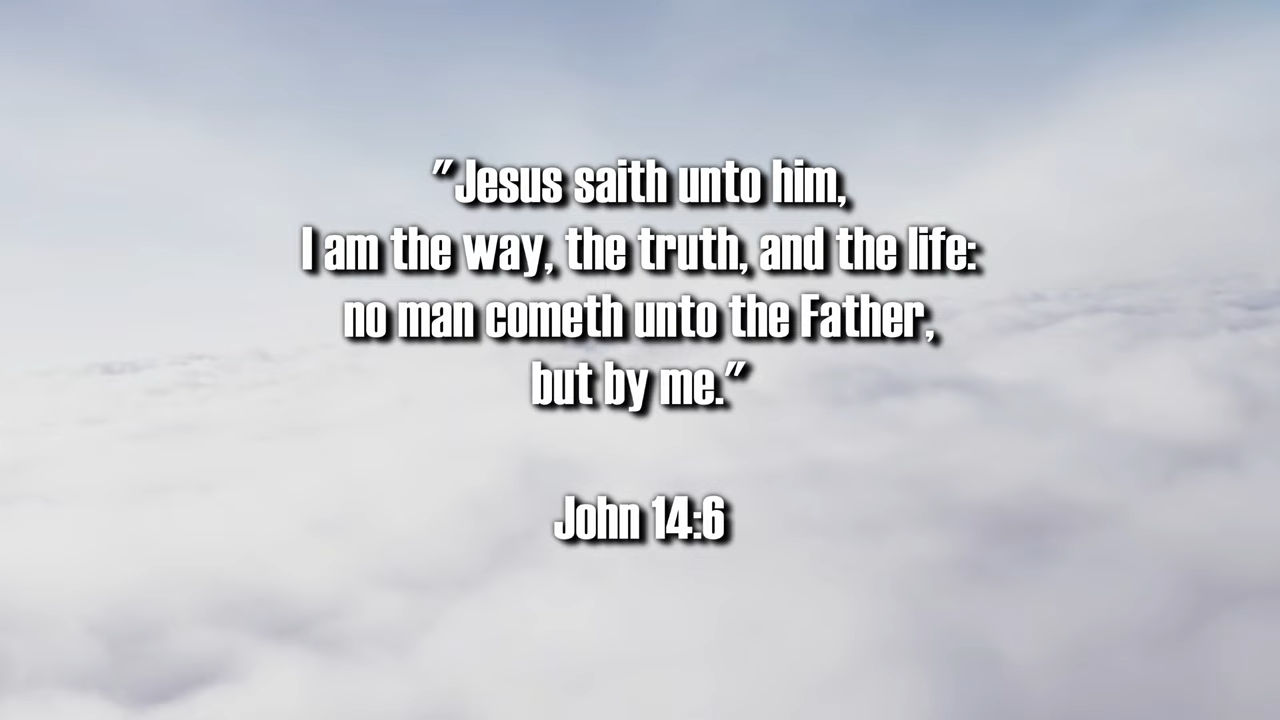 "Jesus saith unto him,
I am the way, the truth, and the life:
no man cometh unto the Father,
but by me."
John 14:6